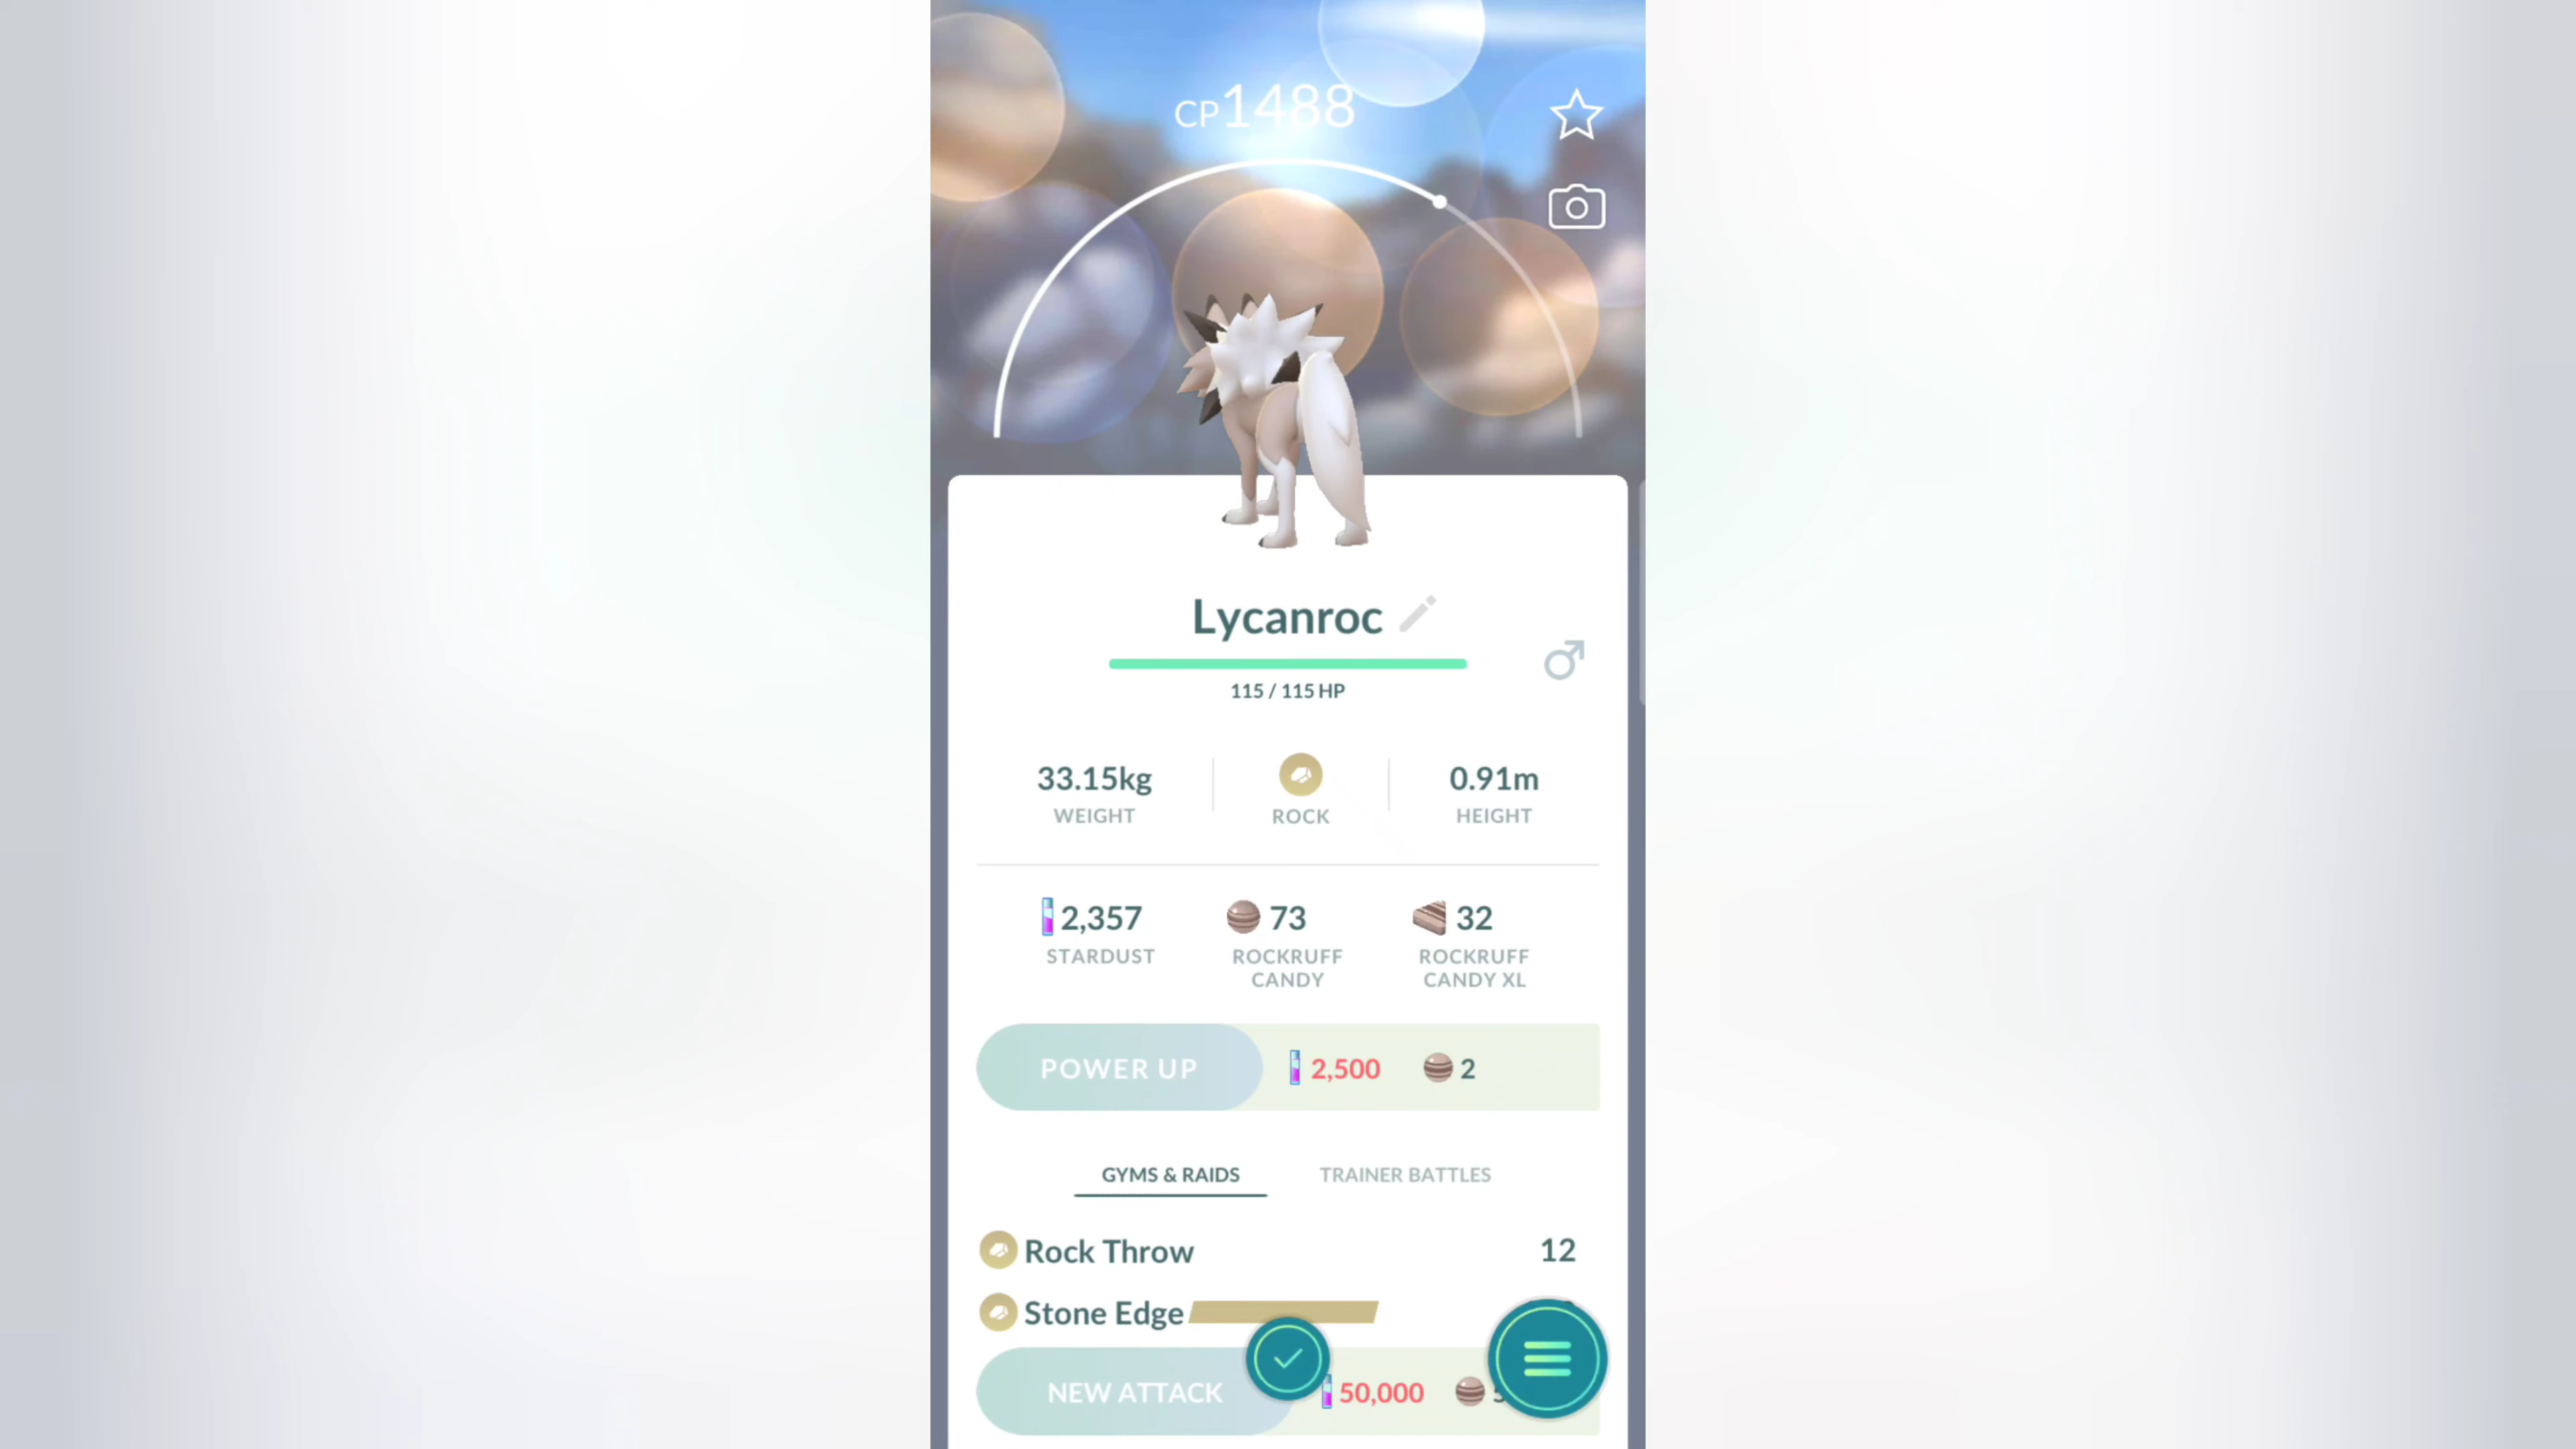 CP1488
Lycanroc
115 / 115 HP
33.15kg
WEIGHT
ROCK
0.91m
HEIGHT
2,357
STARDUST
73
ROCKRUFF
CANDY
32
ROCKRUFF
CANDY XL
POWER UP
2,500
2
GYMS & RAIDS
TRAINER BATTLES
Rock Throw
12
Stone Edge
NEW ATTACK
50,000